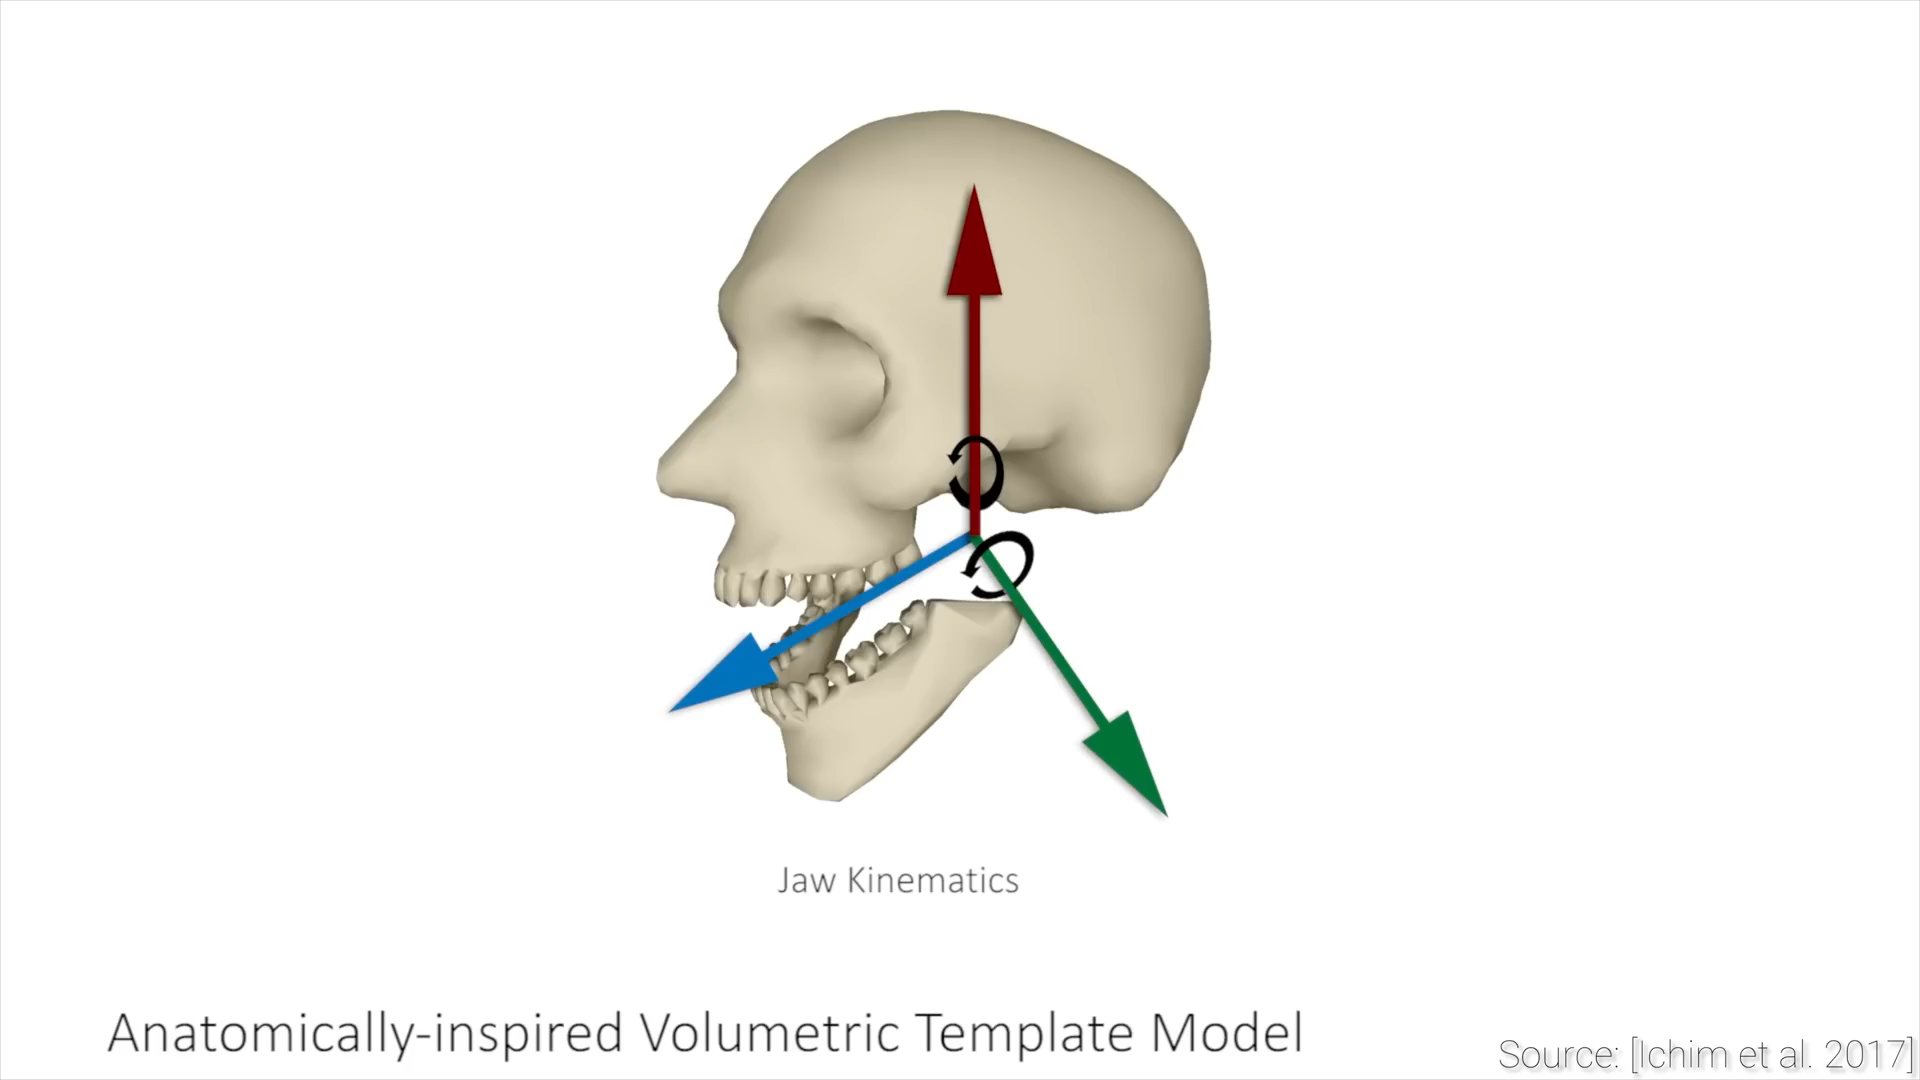 Jaw Kinematics
Anatomically-inspired Volumetric Template Model
Source: [Ichim et al. 2017]